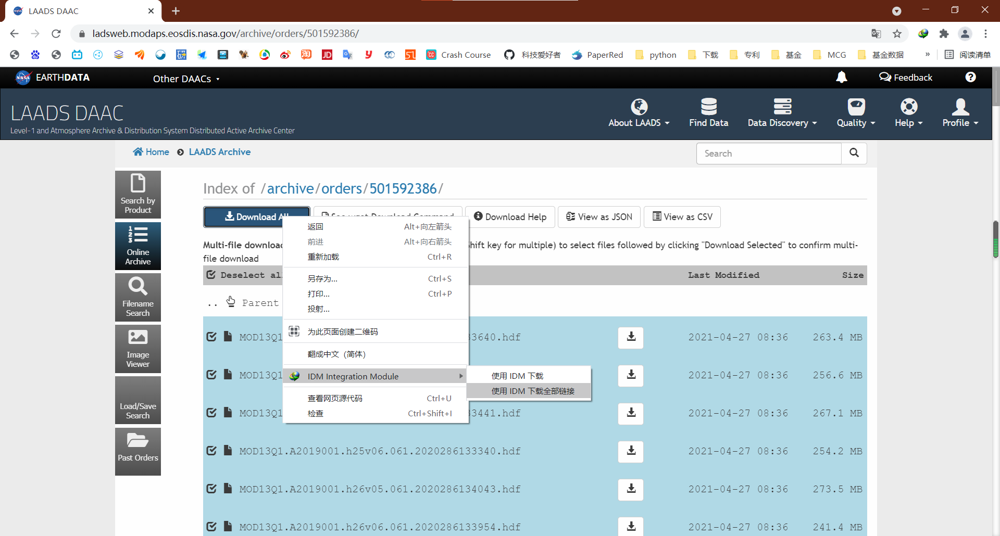 LAADS DAAC
ladsweb.modaps.eosdis.nasa.gov/archive/orders/501592386/
Crash Course
科技爱好者
PaperRed
python
下载
专利
基金
MCG
基金数据
»
阅读清单
EARTHDATA
Other DAACs
Feedback
LAADS DAAC
Level-1 and Atmosphere Archive & Distribution System Distributed Active Archive Center
About LAADS
Find Data
Data Discovery
Quality
Help
Profile
Home
LAADS Archive
Search
Search by
Product
Online
Archive
Filename
Search
Image
Viewer
Load/Save
Search
Past Orders
Index of /archive/orders/501592386/
Download All
Download Help
View as JSON
View as CSV
Multi-file download
hift key for multiple) to select files followed by clicking "Download Selected" to confirm multi-
file download
Deselect all
Last Modified
Size
.. Parent
MOD13Q1 33640.hdf 2021-04-27 08:36 263.4 MB
MOD13Q1 2021-04-27 08:36 256.6 MB
MOD13Q1 33441.hdf 2021-04-27 08:36 267.1 MB
MOD13Q1.A2019001.h25v06.061.2020286133340.hdf 2021-04-27 08:36 254.2 MB
MOD13Q1.A2019001.h26v05.061.2020286134043.hdf 2021-04-27 08:36 273.5 MB
MOD13Q1.A2019001.h26v06.061.2020286133954.hdf 2021-04-27 08:36 241.4 MB
返回 Alt+向左箭头
前进 Alt+向右箭头
重新加载 Ctrl+R
另存为... Ctrl+S
打印... Ctrl+P
投射...
为此页面创建二维码
翻成中文（简体）
IDM Integration Module
查看网页源代码 Ctrl+U
检查 Ctrl+Shift+I
使用 IDM 下载
使用 IDM 下载全部链接